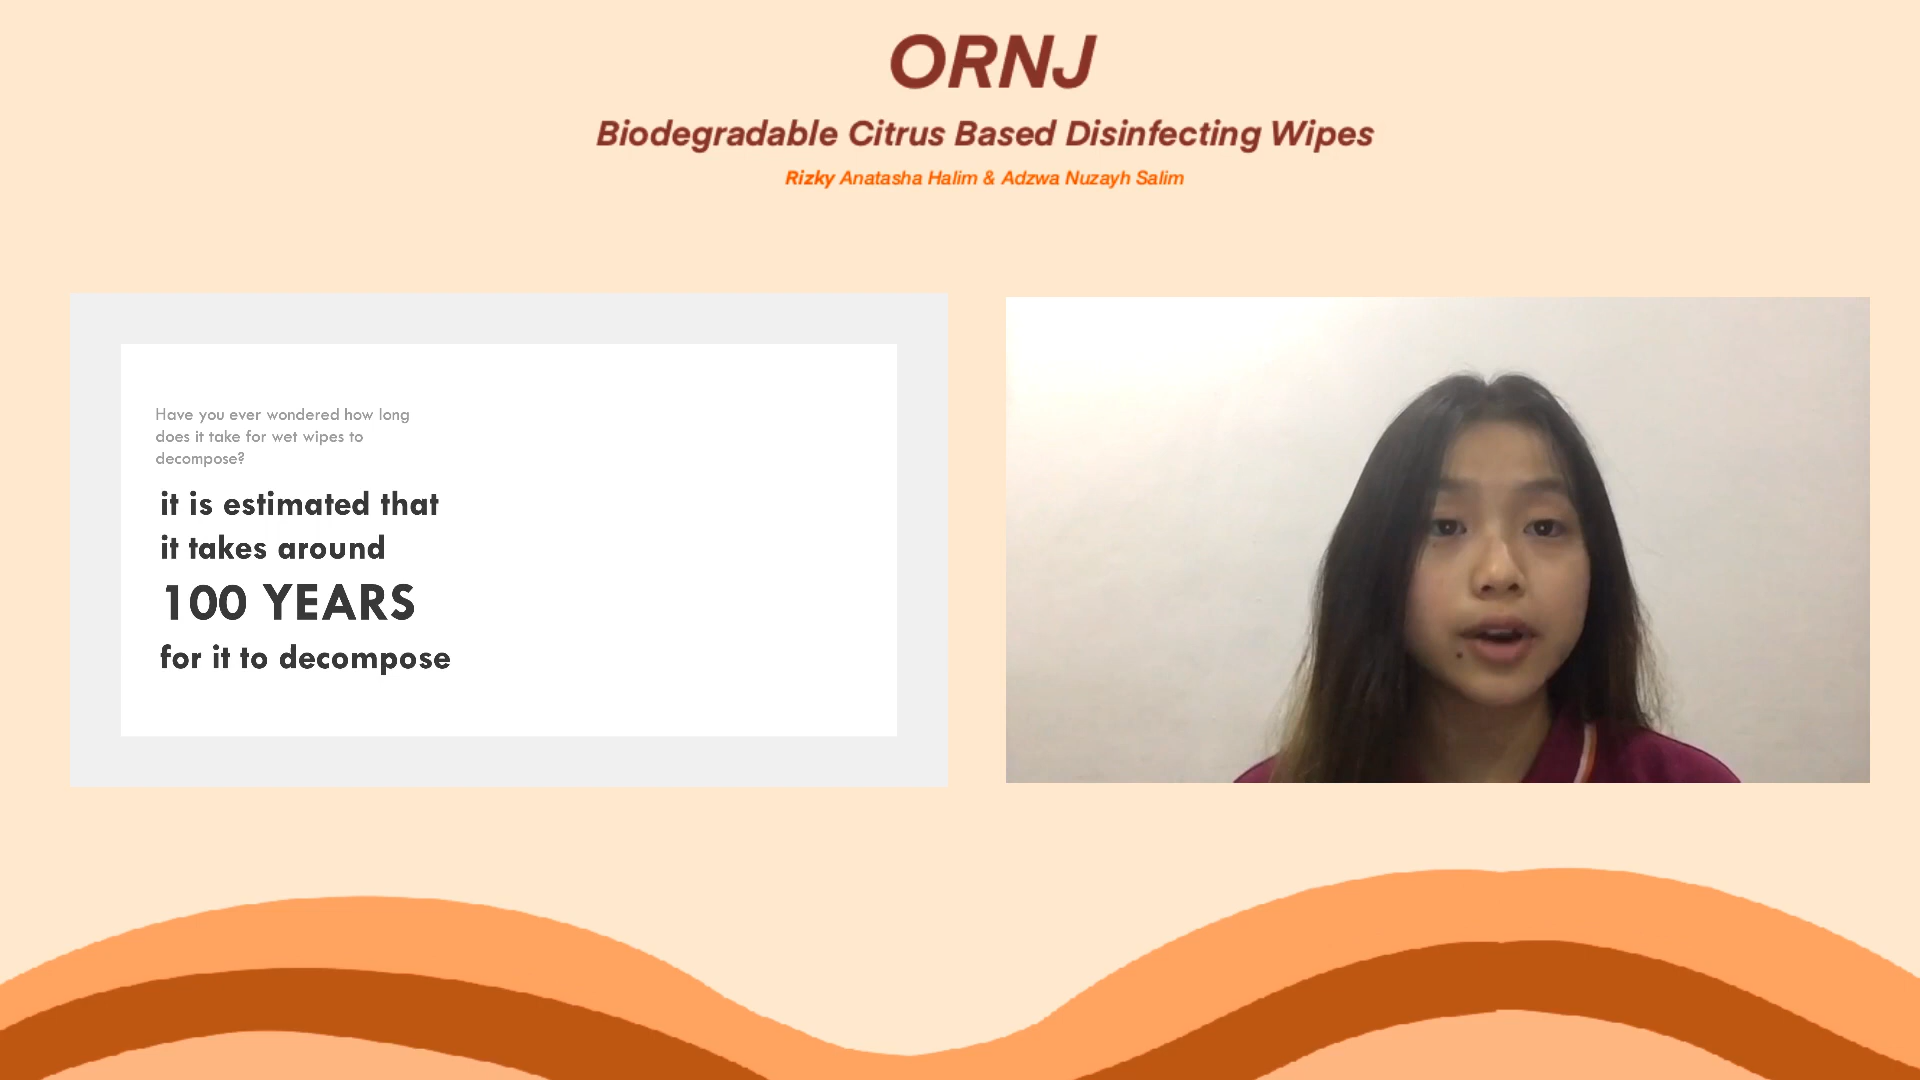 ORNJ
Biodegradable Citrus Based Disinfecting Wipes
Rizky Anatasha Halim & Adzwa Nuzayh Salim
Have you ever wondered how long
does it take for wet wipes to
decompose?
it is estimated that
it takes around
100 YEARS
for it to decompose